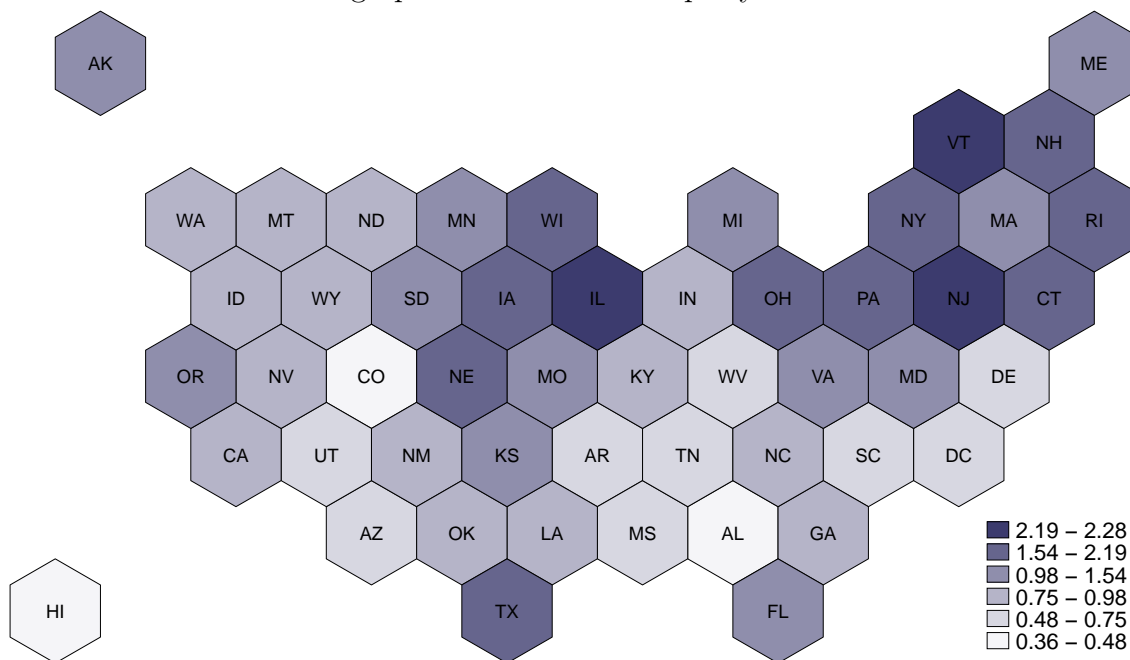 AK
ME
VT NH
WA MT ND MN WI MI NY MA RI
ID WY SD IA IL IN OH PA NJ CT
OR NV CO NE MO KY WV VA MD DE
CA UT NM KS AR TN NC SC DC
AZ OK LA MS AL GA
HI TX FL
2.19 – 2.28
1.54 – 2.19
0.98 – 1.54
0.75 – 0.98
0.48 – 0.75
0.36 – 0.48